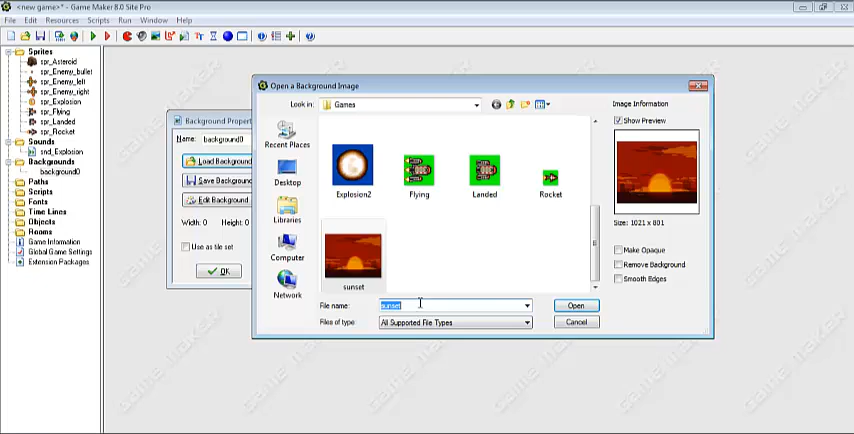 <new game>* - Game Maker 8.0 Site Pro
File Edit Resources Scripts Run Window Help
Sprites
spr_Asteroid
spr_Enemy_bullet
spr_Enemy_left
spr_Enemy_right
spr_Explosion
spr_Flying
spr_Landed
spr_Rocket
Sounds
snd_Explosion
Backgrounds
background0
Paths
Scripts
Fonts
Time Lines
Objects
Rooms
Game Information
Global Game Settings
Extension Packages
Background Propert
Name: background0
Load Background
Save Background
Edit Background
Width: 0 Height: 0
Use as tile set
OK
Open a Background Image
Look in: Games
Recent Places
Desktop
Libraries
Computer
Network
Explosion2 Flying Landed Rocket
sunset
File name: sunset
Files of type: All Supported File Types
Open
Cancel
Image Information
Show Preview
Size: 1021 x 801
Make Opaque
Remove Background
Smooth Edges
GAME MAKER